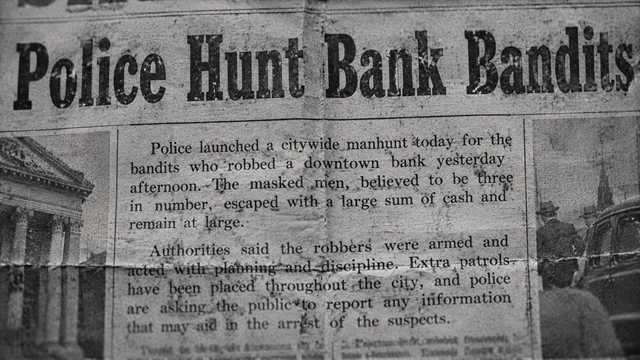 Police Hunt Bank Bandits
Police launched a citywide manhunt today for the
bandits who robbed a downtown bank yesterday
afternoon. The masked men, believed to be three
in number, escaped with a large sum of cash and
remain at large.
Authorities said the robbers were armed and
acted with planning and discipline. Extra patrols
have been placed throughout the city, and police
are asking the public to report any information
that may aid in the arrest of the suspects.